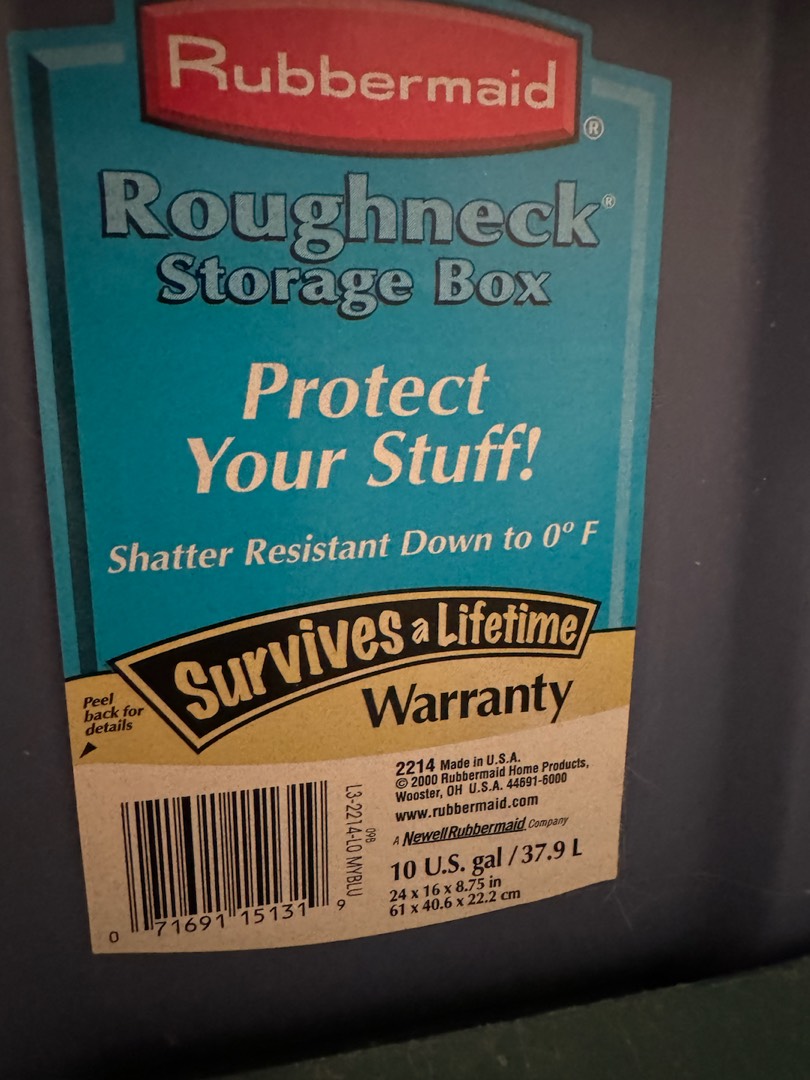 Rubbermaid
®
Roughneck®
Storage Box
Protect
Your Stuff!
Shatter Resistant Down to 0° F
Survives a Lifetime
Warranty
Peel
back for
details
2214 Made in U.S.A.
© 2000 Rubbermaid Home Products,
Wooster, OH U.S.A. 44691-6000
www.rubbermaid.com
A NewellRubbermaid Company
10 U.S. gal / 37.9 L
24 x 16 x 8.75 in
61 x 40.6 x 22.2 cm
L3-2214-L0 MYBLU
098
0 71691 15131 9